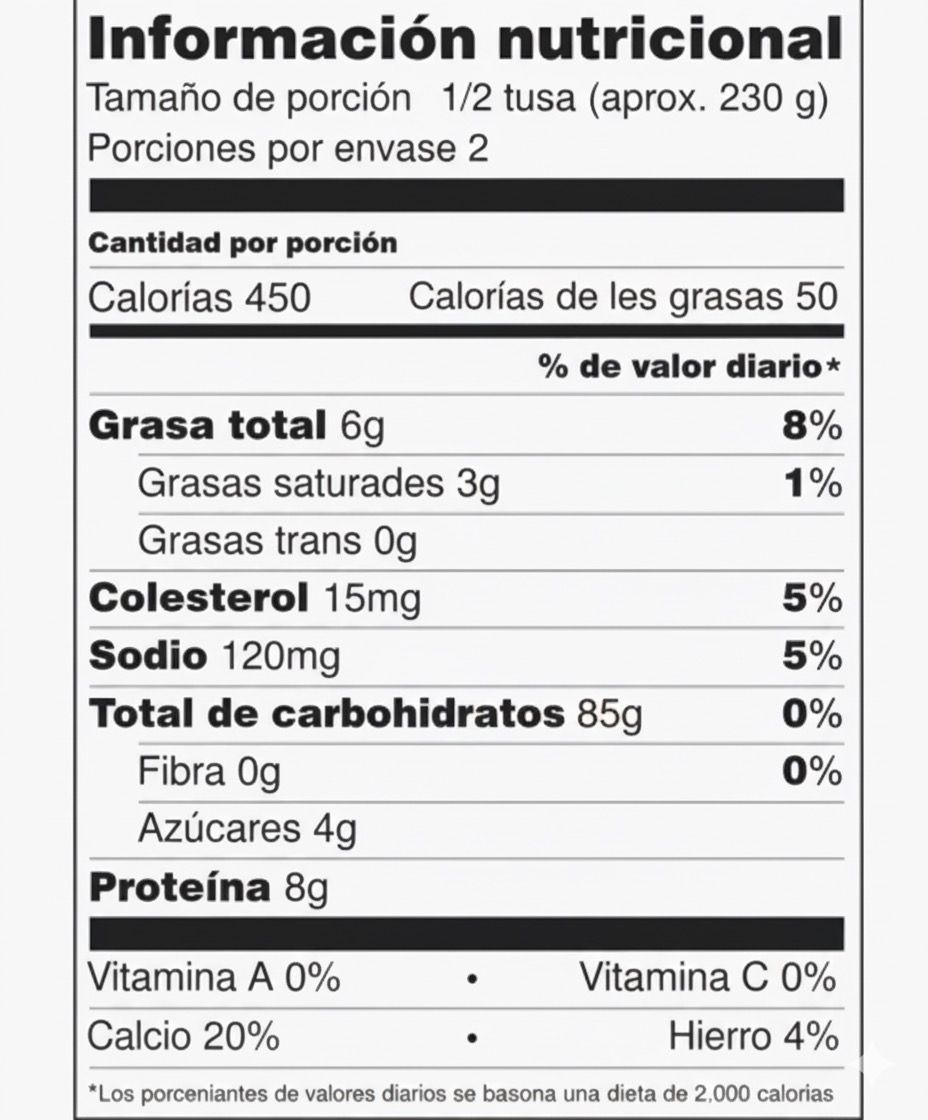 Información nutricional
Tamaño de porción 1/2 tusa (aprox. 230 g)
Porciones por envase 2
Cantidad por porción
Calorías 450 Calorías de les grasas 50
% de valor diario*
Grasa total 6g 8%
Grasas saturades 3g 1%
Grasas trans 0g
Colesterol 15mg 5%
Sodio 120mg 5%
Total de carbohidratos 85g 0%
Fibra 0g 0%
Azúcares 4g
Proteína 8g
Vitamina A 0% • Vitamina C 0%
Calcio 20% • Hierro 4%
*Los porceniantes de valores diarios se basona una dieta de 2,000 calorias